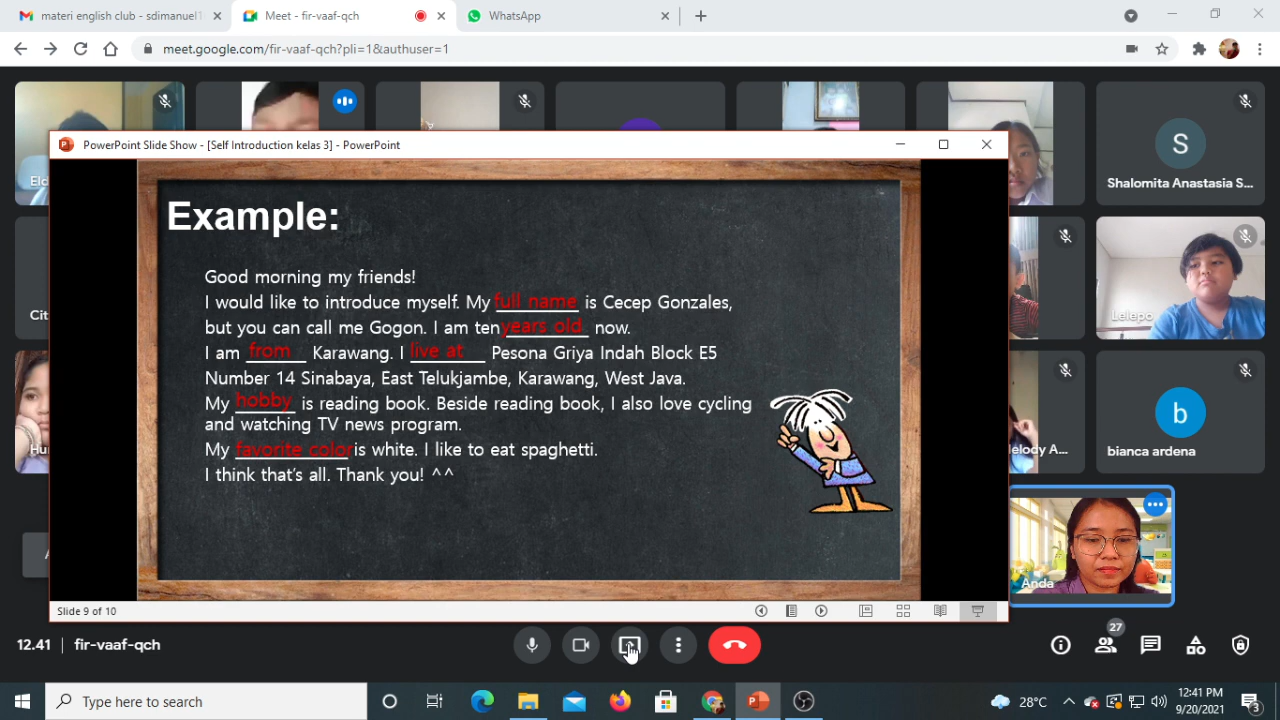 materi english club - sdimanuel1
Meet - fir-vaaf-qch
WhatsApp
meet.google.com/fir-vaaf-qch?pli=1&authuser=1
PowerPoint Slide Show - [Self Introduction kelas 3] - PowerPoint
S
Shalomita Anastasia S...
Eld
Example:
Good morning my friends!
I would like to introduce myself. My full name is Cecep Gonzales,
but you can call me Gogon. I am ten years old now.
I am from Karawang. I live at Pesona Griya Indah Block E5
Number 14 Sinabaya, East Telukjambe, Karawang, West Java.
My hobby is reading book. Beside reading book, I also love cycling
and watching TV news program.
My favorite color is white. I like to eat spaghetti.
I think that's all. Thank you! ^^
Cit
Lelepo
Hu
elody A...
b
bianca ardena
Anda
Slide 9 of 10
12.41 | fir-vaaf-qch
27
Type here to search
28°C
12:41 PM
9/20/2021
3